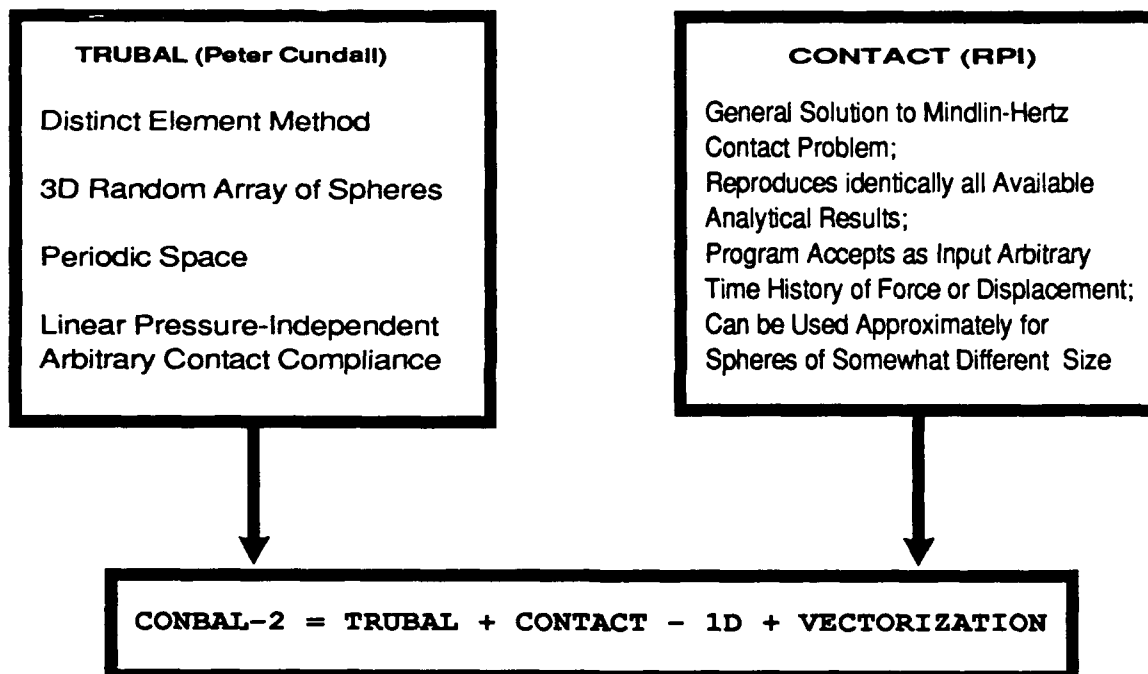 TRUBAL (Peter Cundall)
Distinct Element Method
3D Random Array of Spheres
Periodic Space
Linear Pressure-Independent
Arbitrary Contact Compliance
CONTACT (RPI)
General Solution to Mindlin-Hertz
Contact Problem;
Reproduces identically all Available
Analytical Results;
Program Accepts as Input Arbitrary
Time History of Force or Displacement;
Can be Used Approximately for
Spheres of Somewhat Different Size
CONBAL-2 = TRUBAL + CONTACT - 1D + VECTORIZATION